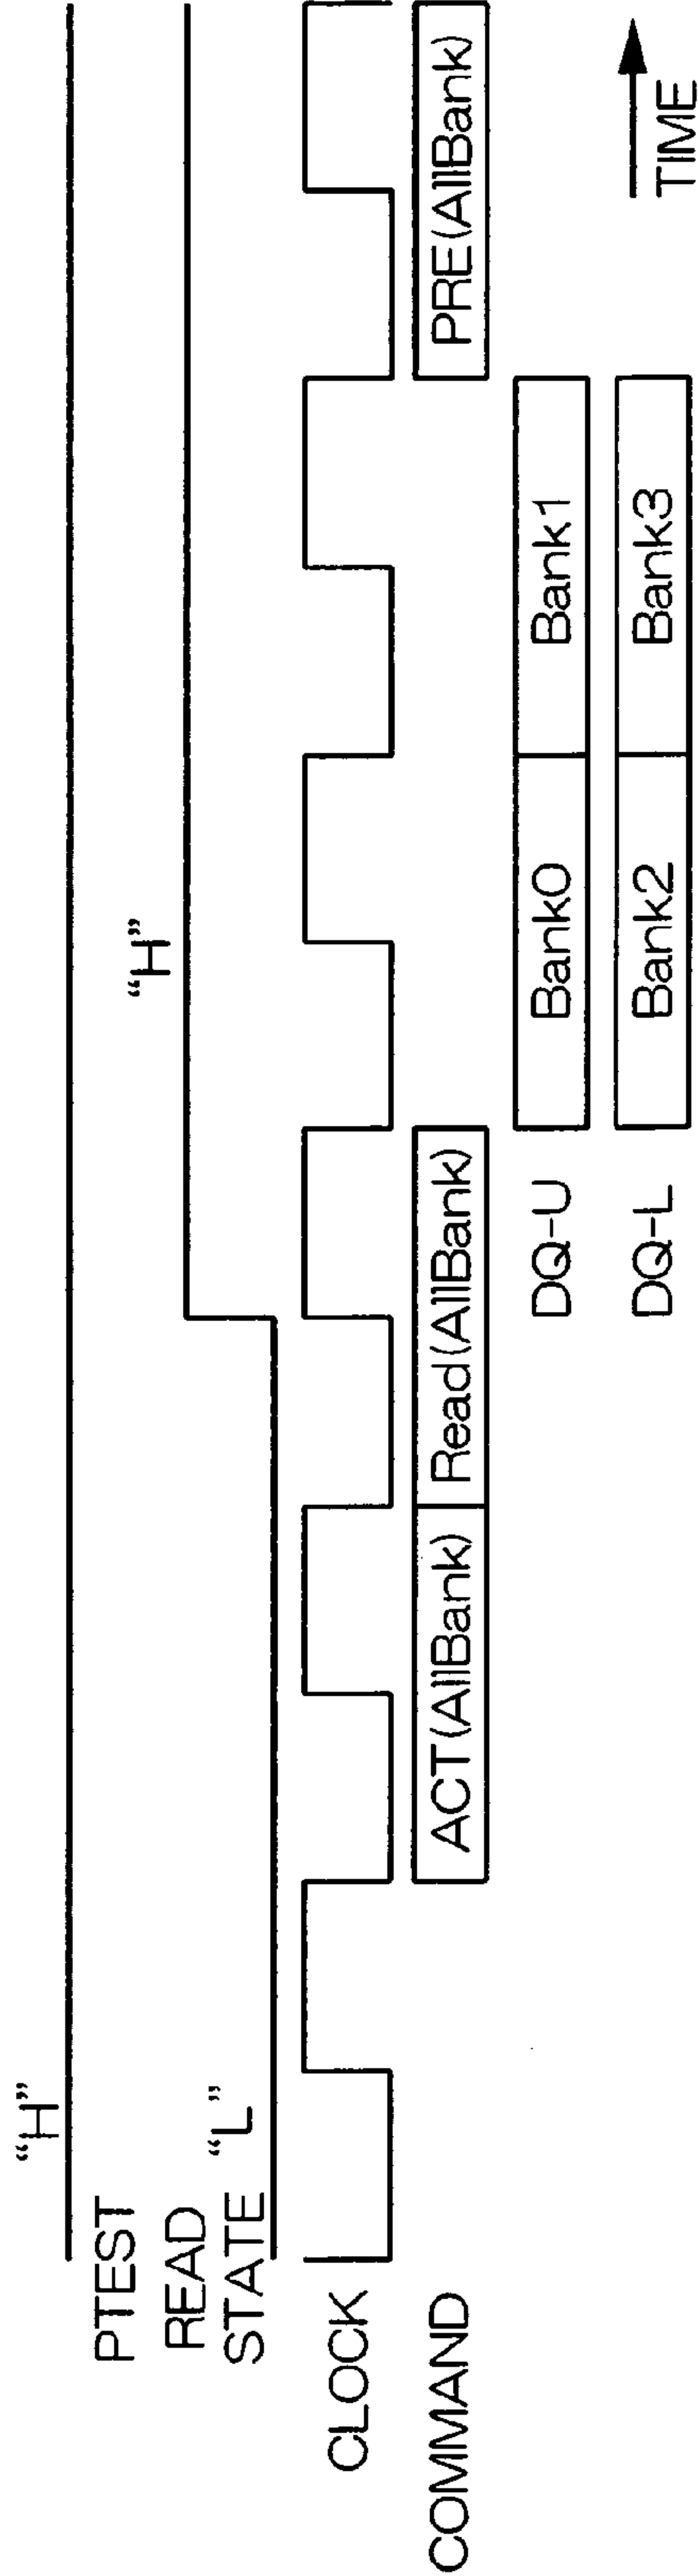 “H”
PTEST
“H”
READ
STATE “L”
CLOCK
COMMAND ACT(AllBank) Read(AllBank) PRE(AllBank)
DQ-U Bank0 Bank1
DQ-L Bank2 Bank3
TIME